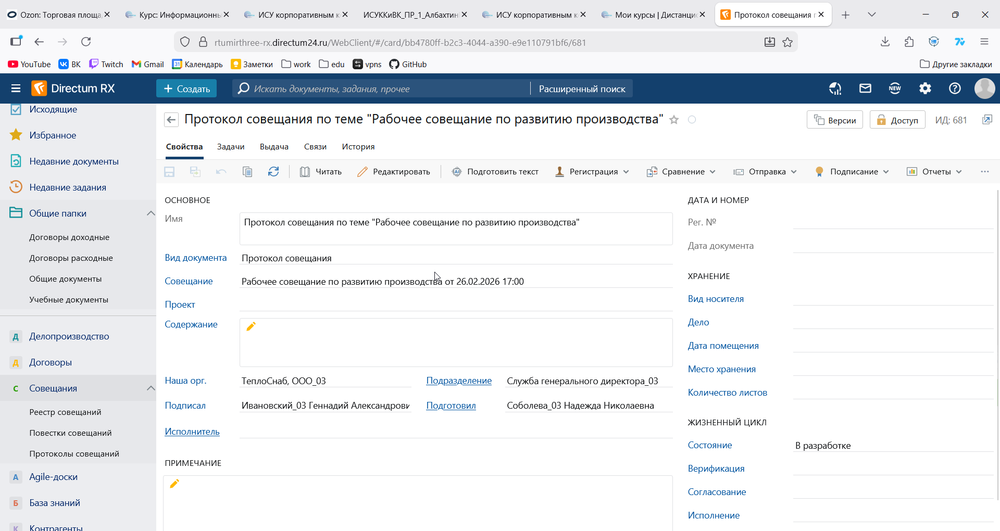 Ozon: Торговая площа
Курс: Информационны
ИСУ корпоративным к
ИСУККиВК_ПР_1_Албахтин
ИСУ корпоративным к
Мои курсы | Дистанци
Протокол совещания п
rtumirthree-rx.directum24.ru/WebClient/#/card/bb4780ff-b2c3-4044-a390-e9e110791bf6/681
YouTube
ВК
Twitch
Gmail
31 Календарь
Заметки
work
edu
vpns
GitHub
Другие закладки
Directum RX
+ Создать
Искать документы, задания, прочее
Расширенный поиск
NEW
Исходящие
Избранное
Недавние документы
Недавние задания
Общие папки
Договоры доходные
Договоры расходные
Общие документы
Учебные документы
Д Делопроизводство
Д Договоры
С Совещания
Реестр совещаний
Повестки совещаний
Протоколы совещаний
A Agile-доски
Б База знаний
К Контрагенты
Протокол совещания по теме "Рабочее совещание по развитию производства"
Версии
Доступ
ИД: 681
Свойства
Задачи
Выдача
Связи
История
Читать
Редактировать
AI Подготовить текст
Регистрация
Сравнение
Отправка
Подписание
Отчеты
ОСНОВНОЕ
Имя
Протокол совещания по теме "Рабочее совещание по развитию производства"
Вид документа
Протокол совещания
Совещание
Рабочее совещание по развитию производства от 26.02.2026 17:00
Проект
Содержание
Наша орг.
ТеплоСнаб, ООО_03
Подразделение
Служба генерального директора_03
Подписал
Ивановский_03 Геннадий Александрови
Подготовил
Соболева_03 Надежда Николаевна
Исполнитель
ПРИМЕЧАНИЕ
ДАТА И НОМЕР
Рег. №
Дата документа
ХРАНЕНИЕ
Вид носителя
Дело
Дата помещения
Место хранения
Количество листов
ЖИЗНЕННЫЙ ЦИКЛ
Состояние
В разработке
Верификация
Согласование
Исполнение